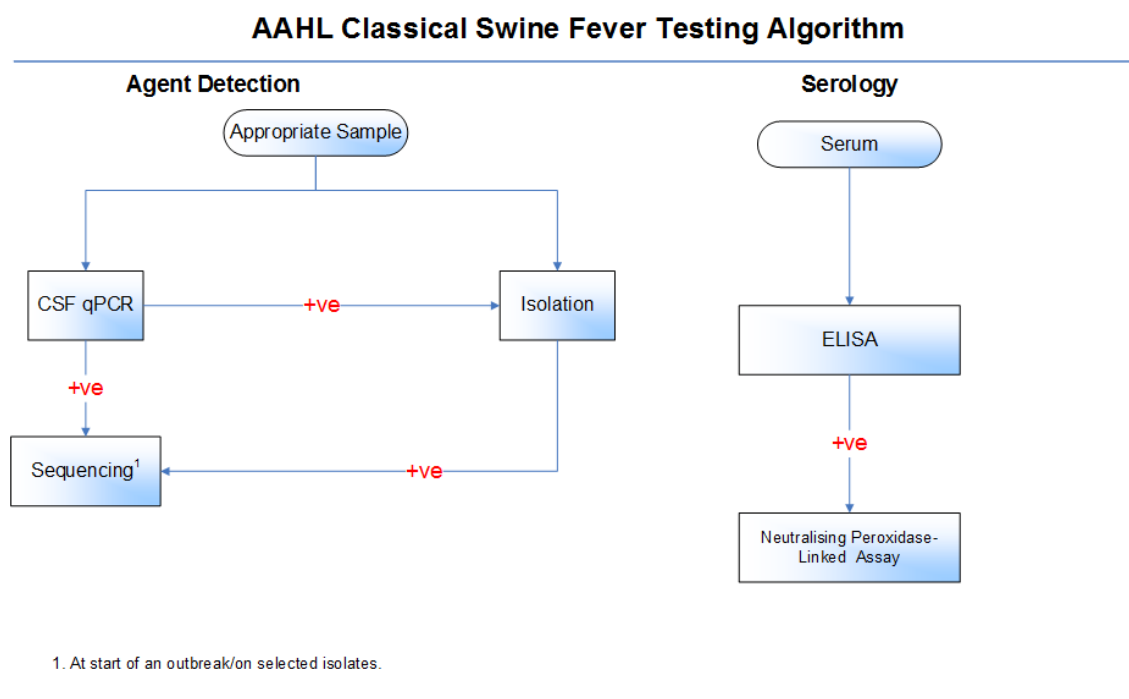 AAHL Classical Swine Fever Testing Algorithm
Agent Detection
Appropriate Sample
CSF qPCR
+ve
Isolation
+ve
Sequencing¹
+ve
Serology
Serum
ELISA
+ve
Neutralising Peroxidase-
Linked Assay
1. At start of an outbreak/on selected isolates.